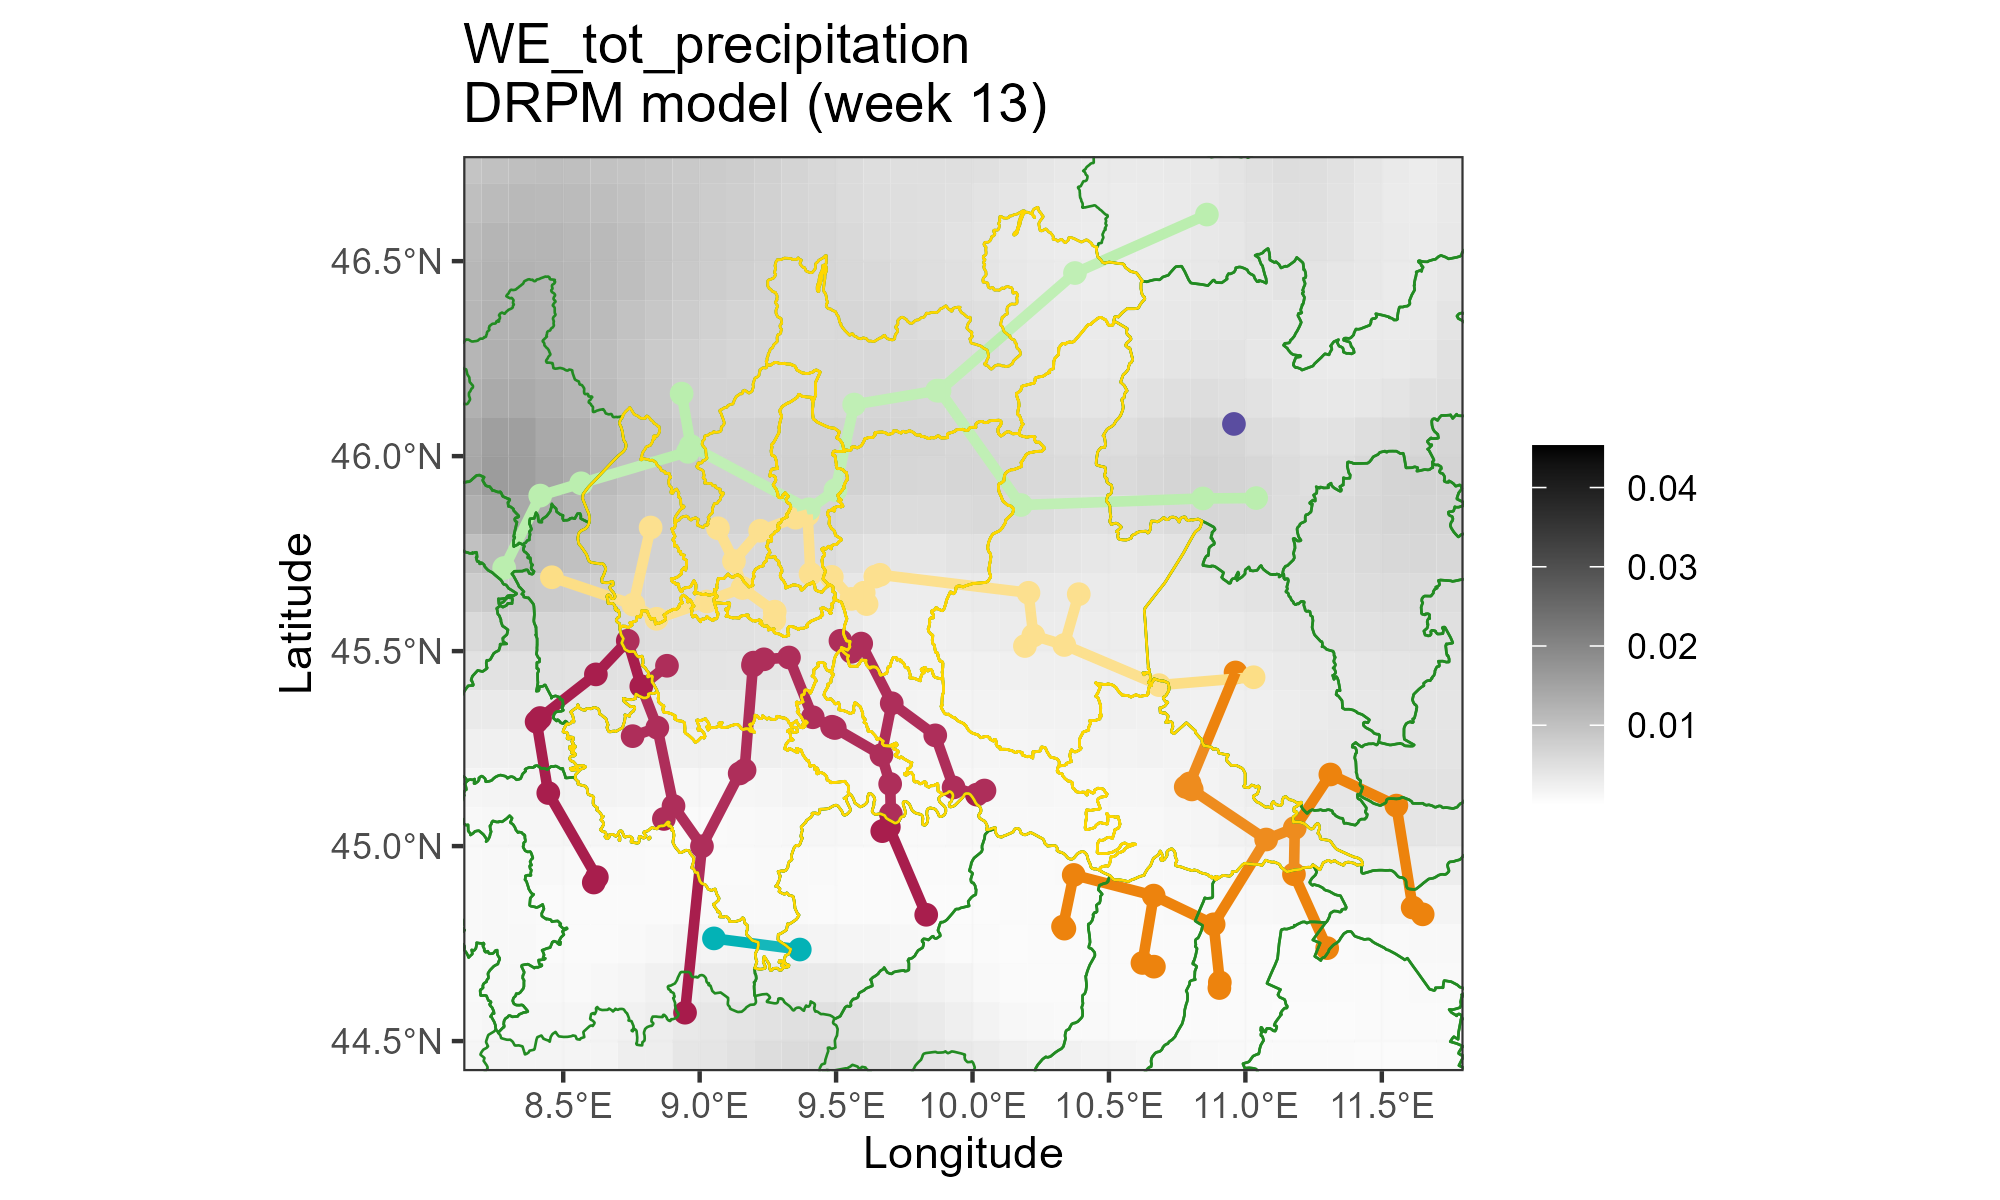 WE_tot_precipitation
DRPM model (week 13)
46.5°N
46.0°N
45.5°N
45.0°N
44.5°N
Latitude
8.5°E
9.0°E
9.5°E
10.0°E
10.5°E
11.0°E
11.5°E
Longitude
0.04
0.03
0.02
0.01